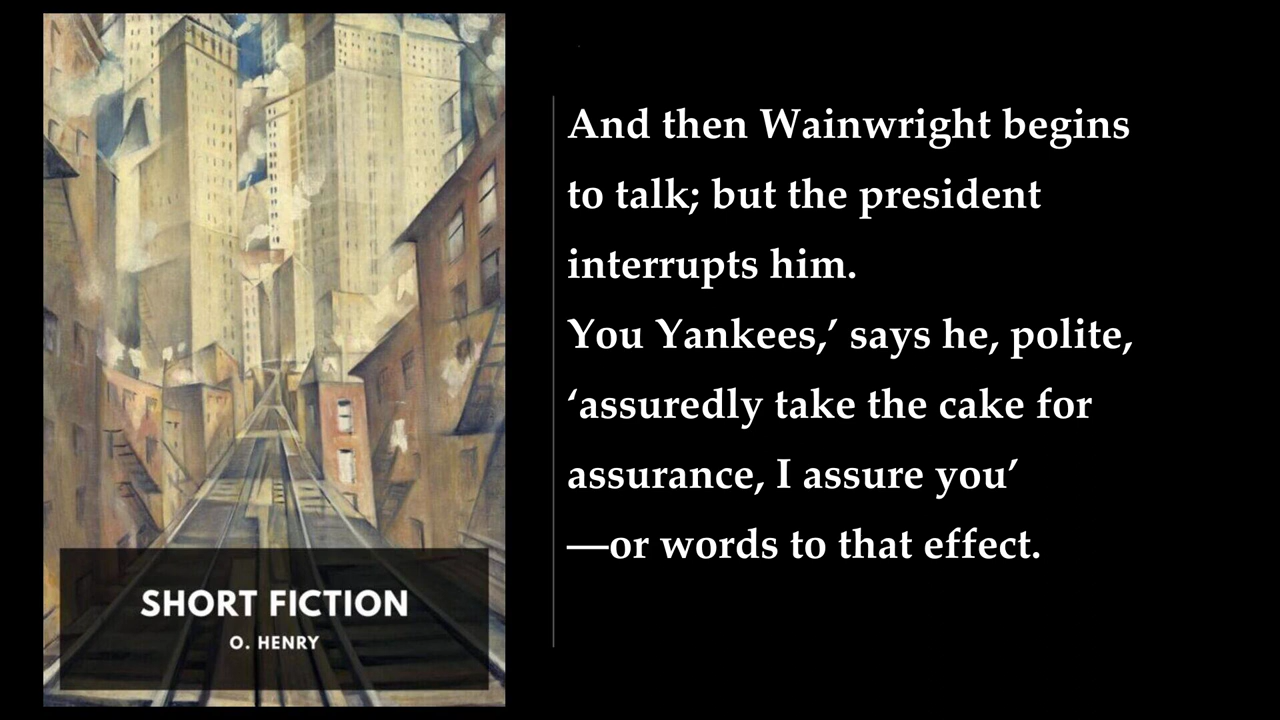 SHORT FICTION
O. HENRY
And then Wainwright begins
to talk; but the president
interrupts him.
You Yankees,’ says he, polite,
‘assuredly take the cake for
assurance, I assure you’
—or words to that effect.